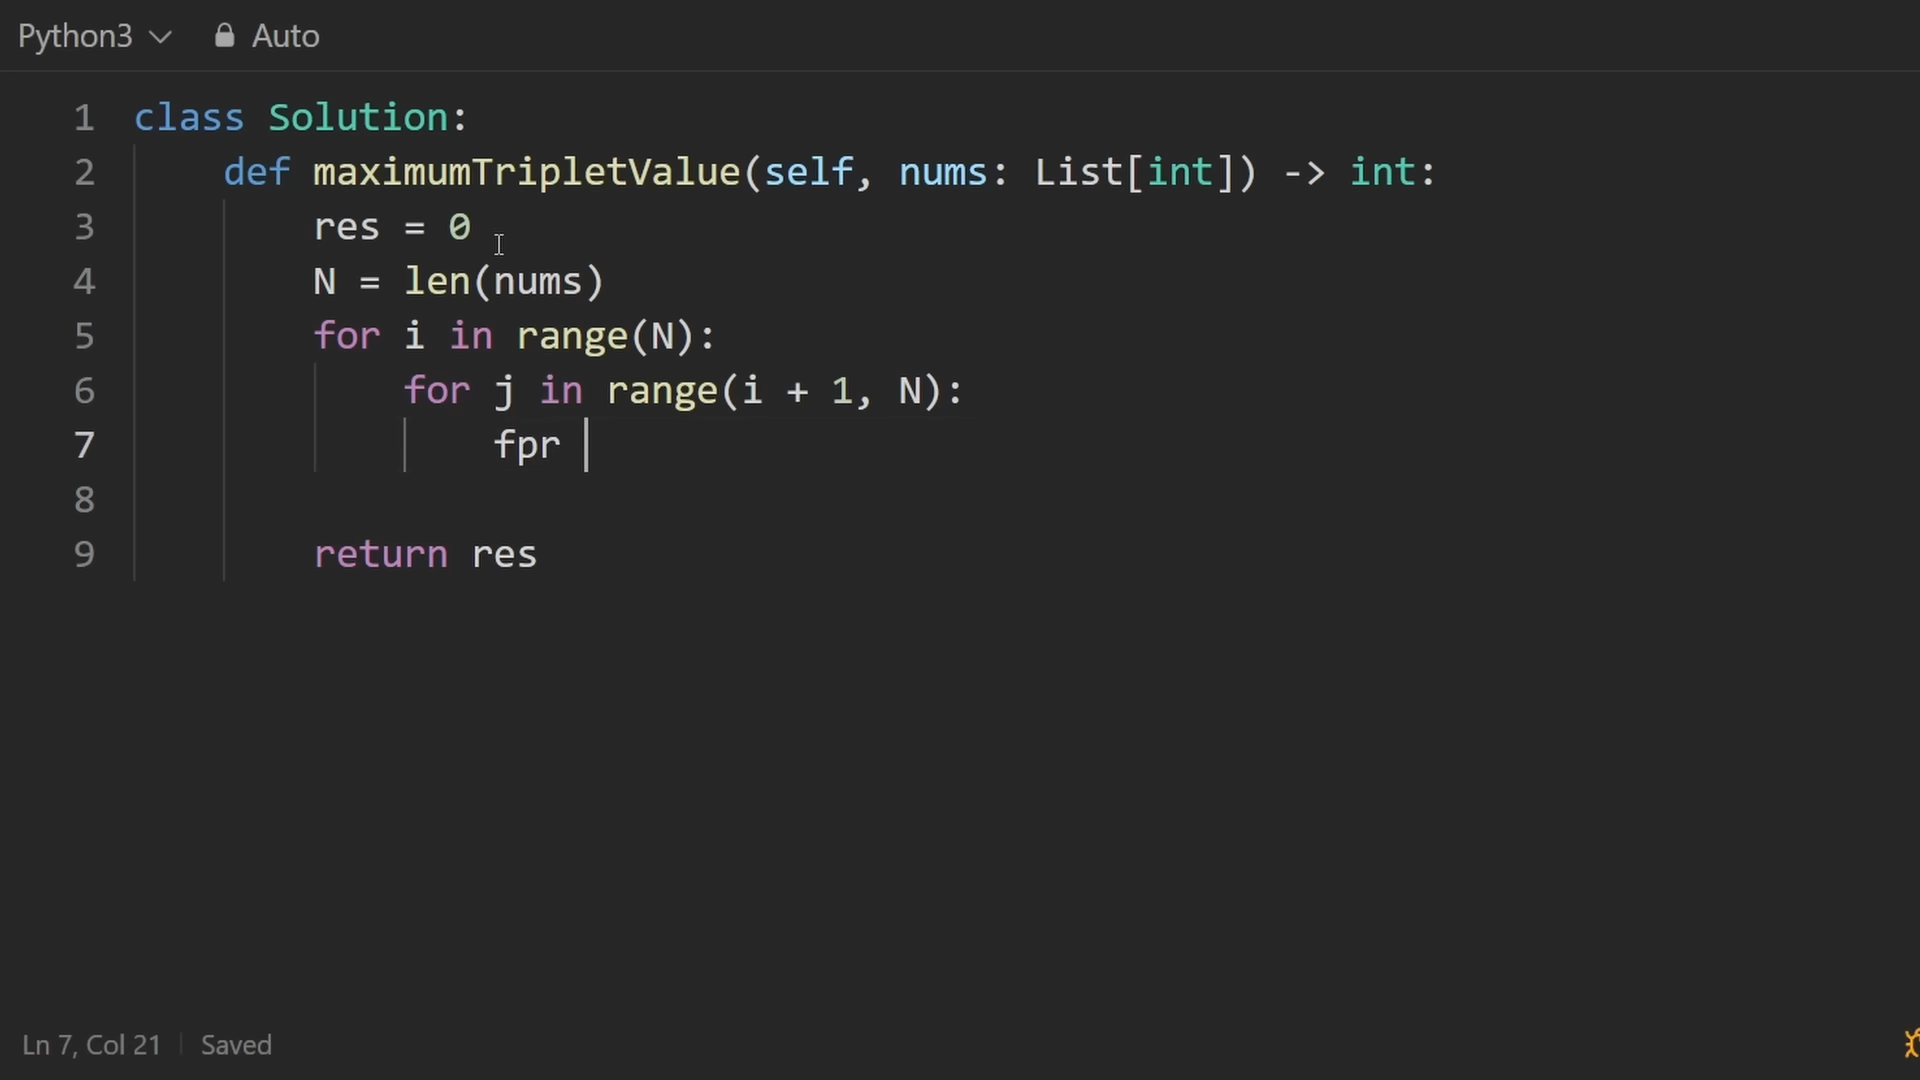 Python3 Auto
1 class Solution:
2 def maximumTripletValue(self, nums: List[int]) -> int:
3 res = 0
4 N = len(nums)
5 for i in range(N):
6 for j in range(i + 1, N):
7 fpr
8
9 return res
Ln 7, Col 21 Saved